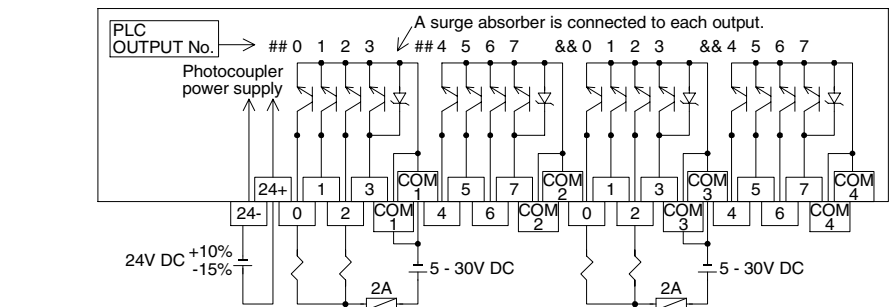 A surge absorber is connected to each output.
PLC
OUTPUT No.
## 0 1 2 3 ## 4 5 6 7 && 0 1 2 3 && 4 5 6 7
Photocoupler
power supply
24+ 1 3 COM 1 5 7 COM 2 1 3 COM 3 5 7 COM 4
24- 0 2 COM 1 4 6 COM 2 0 2 COM 3 4 6 COM 4
24V DC +10% -15%
5 - 30V DC 5 - 30V DC
2A 2A